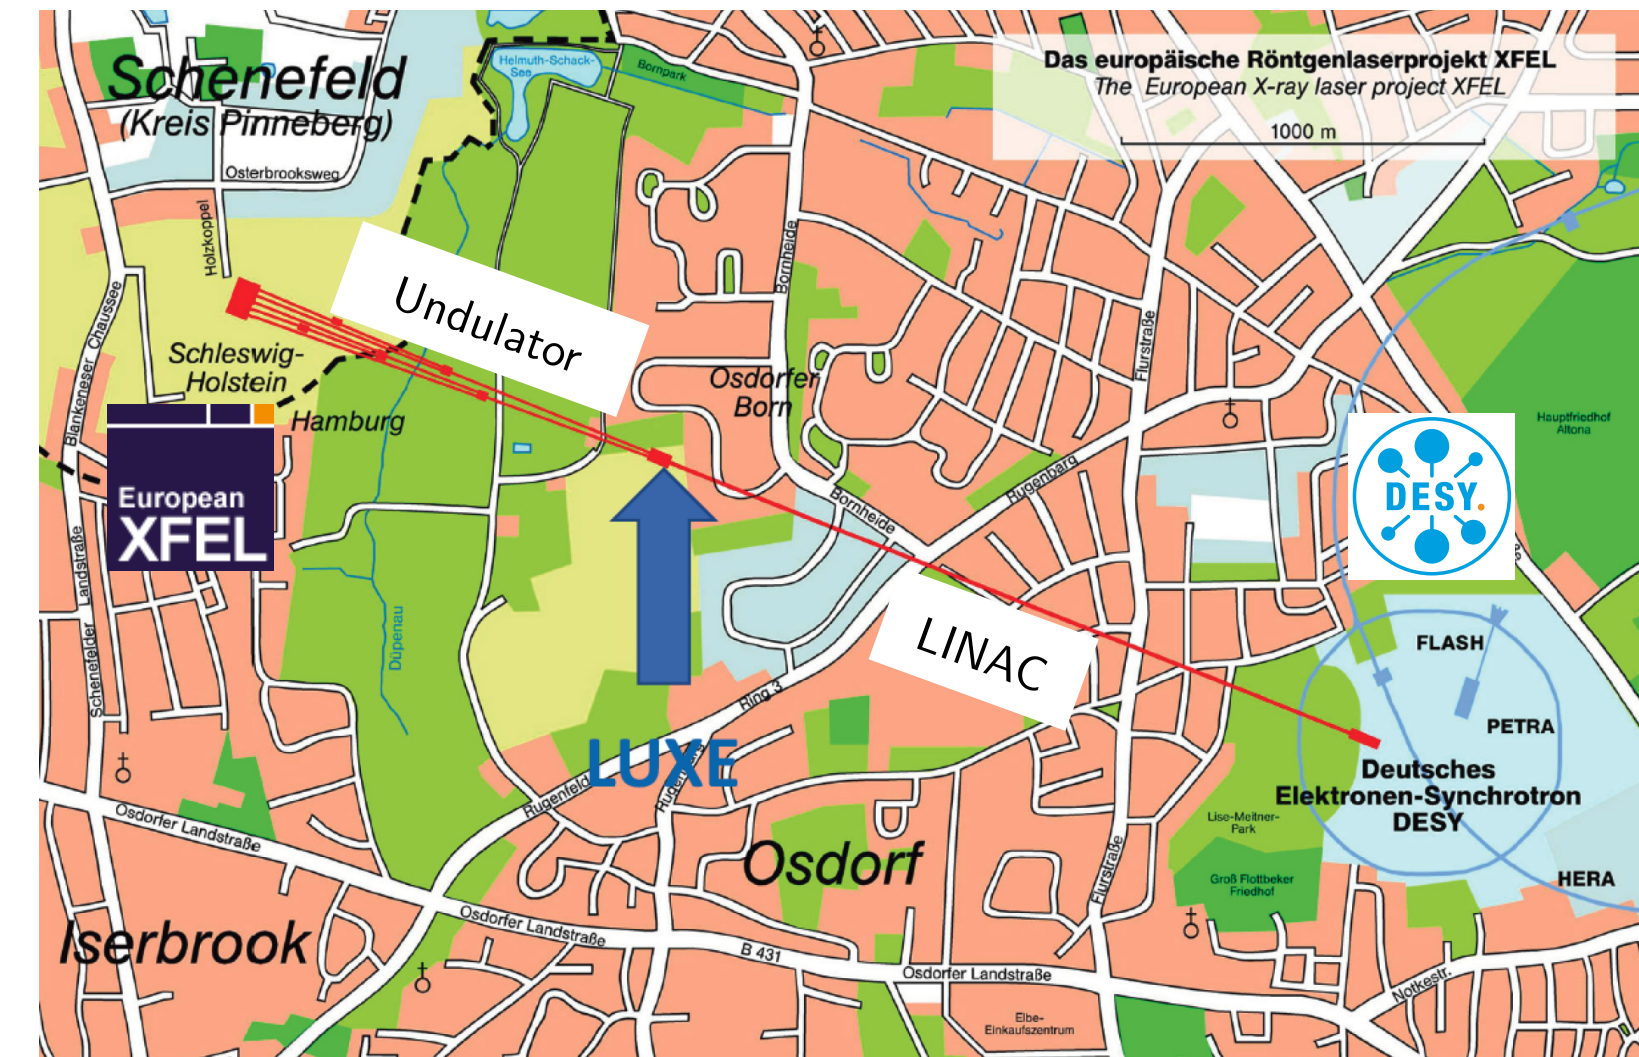 Schenefeld
(Kreis Pinneberg)
Osterbrooksweg
Holzkoppel
Helmuth-Schack-
See
Bornpark
Das europäische Röntgenlaserprojekt XFEL
The European X-ray laser project XFEL
1000 m
Undulator
Bornheide
Blankeneser Chaussee
Schleswig-
Holstein
Hamburg
Osdorfer
Born
Flurstraße
Hauptfriedhof
Altona
European
XFEL
DESY.
Rugenbarg
Bornheide
Schenefelder Landstraße
Düpenau
LINAC
FLASH
PETRA
Ring 3
LUXE
Rugenfeld
Deutsches
Elektronen-Synchrotron
DESY
Lise-Meitner-
Park
Osdorfer Landstraße
Osdorf
Flurstraße
Groß Flottbeker
Friedhof
HERA
Iserbrook
Osdorfer Landstraße
B 431
Osdorfer Landstraße
Notkestr.
Elbe-
Einkaufszentrum